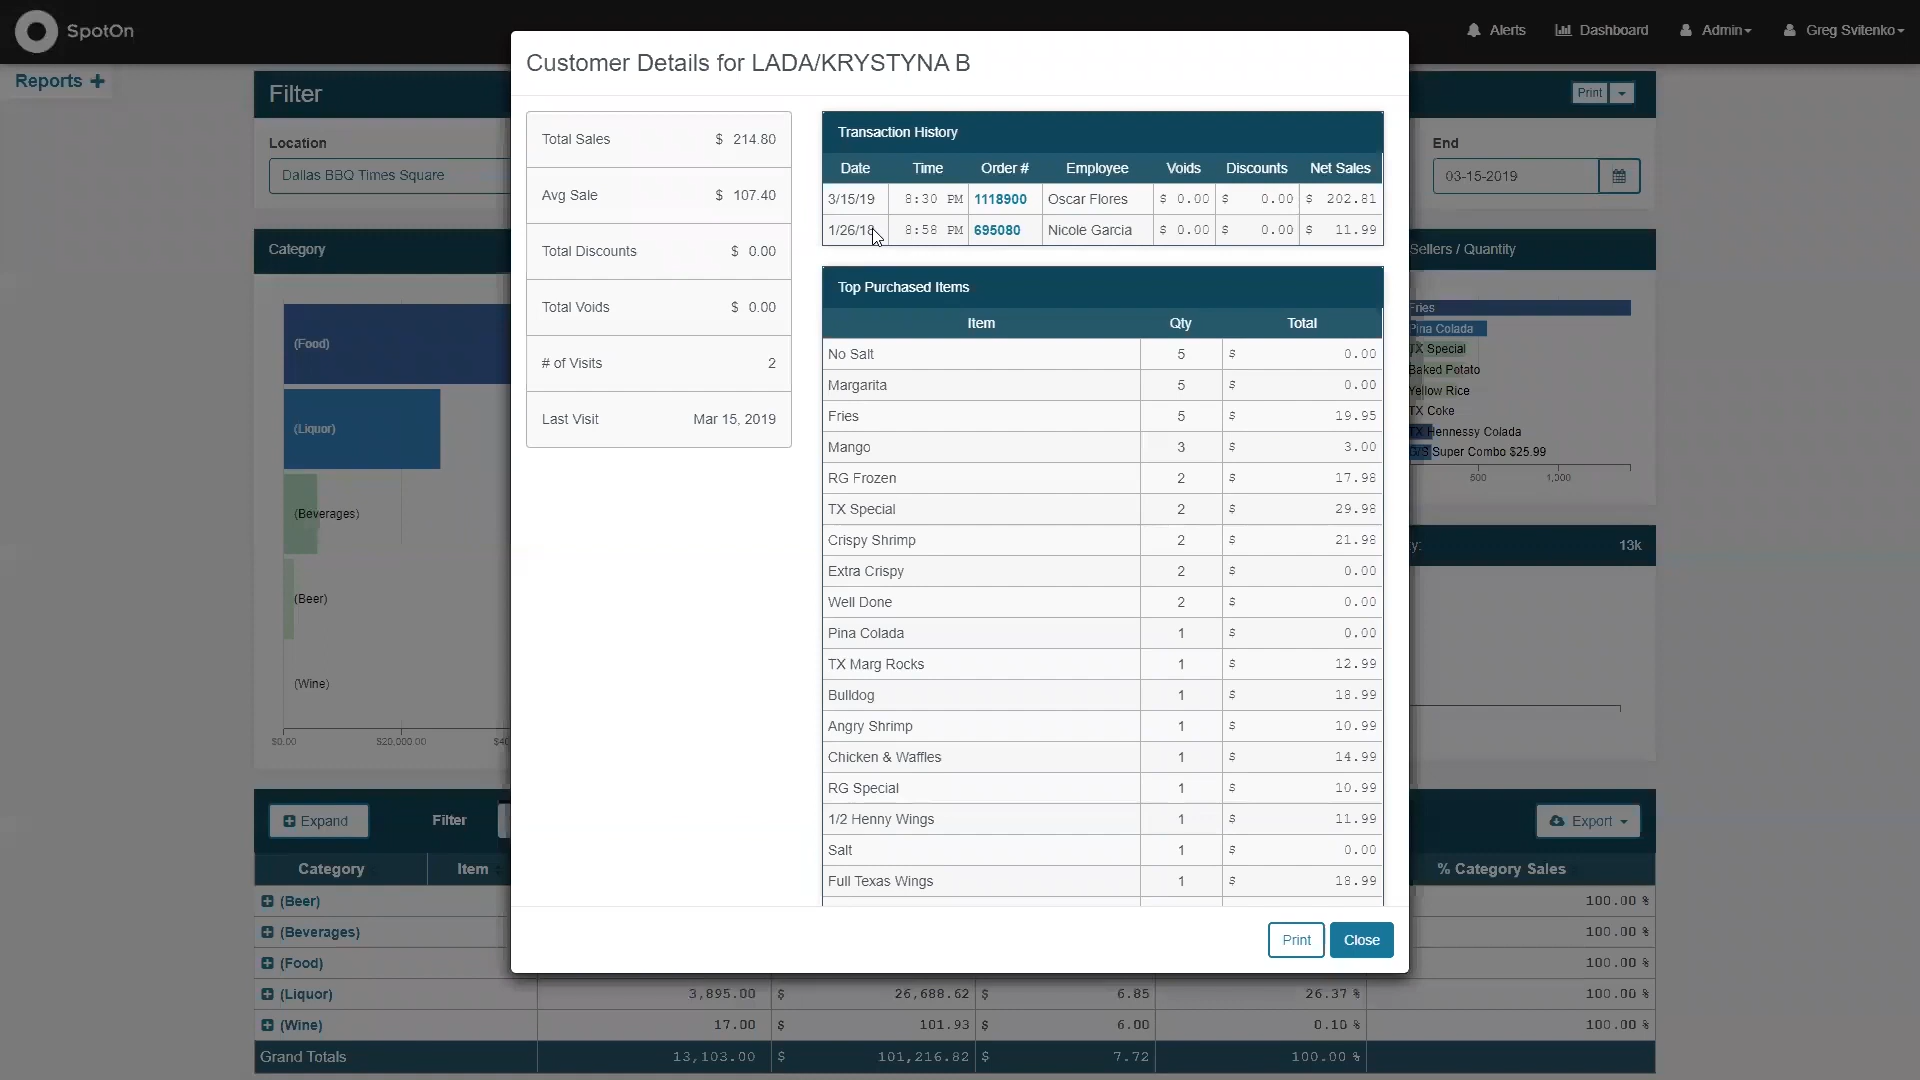 SpotOn
Alerts
Dashboard
Admin
Greg Svitenko
Reports
Filter
Print
Location
Dallas BBQ Times Square
End
03-15-2019
Category
Sellers / Quantity
(Food)
(Liquor)
(Beverages)
(Beer)
(Wine)
$0.00 $20,000.00
Fries
Pina Colada
TX Special
Baked Potato
Yellow Rice
TX Coke
TX Hennessy Colada
G/S Super Combo $25.99
500 1,000
13k
Customer Details for LADA/KRYSTYNA B
Total Sales $ 214.80
Avg Sale $ 107.40
Total Discounts $ 0.00
Total Voids $ 0.00
# of Visits 2
Last Visit Mar 15, 2019
Transaction History
Date Time Order # Employee Voids Discounts Net Sales
3/15/19 8:30 PM 1118900 Oscar Flores $ 0.00 $ 0.00 $ 202.81
1/26/18 8:58 PM 695080 Nicole Garcia $ 0.00 $ 0.00 $ 11.99
Top Purchased Items
Item Qty Total
No Salt 5 $ 0.00
Margarita 5 $ 0.00
Fries 5 $ 19.95
Mango 3 $ 3.00
RG Frozen 2 $ 17.98
TX Special 2 $ 29.98
Crispy Shrimp 2 $ 21.98
Extra Crispy 2 $ 0.00
Well Done 2 $ 0.00
Pina Colada 1 $ 0.00
TX Marg Rocks 1 $ 12.99
Bulldog 1 $ 18.99
Angry Shrimp 1 $ 10.99
Chicken & Waffles 1 $ 14.99
RG Special 1 $ 10.99
1/2 Henny Wings 1 $ 11.99
Salt 1 $ 0.00
Full Texas Wings 1 $ 18.99
Print Close
Expand
Filter
Export
Category Item % Category Sales
(Beer) 100.00 %
(Beverages) 100.00 %
(Food) 100.00 %
(Liquor) 3,895.00 $ 26,688.62 $ 6.85 26.37 % 100.00 %
(Wine) 17.00 $ 101.93 $ 6.00 0.10 % 100.00 %
Grand Totals 13,103.00 $ 101,216.82 $ 7.72 100.00 %